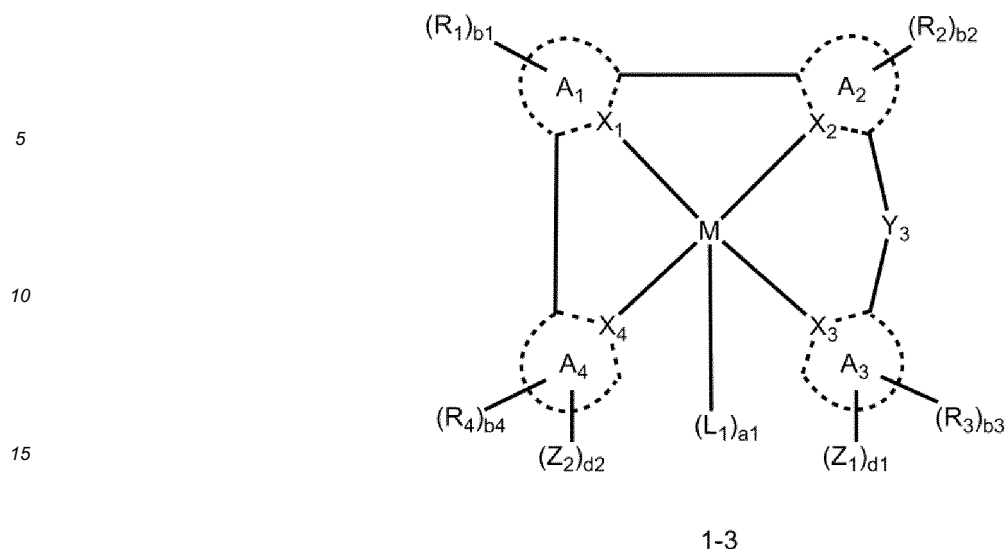 (R₁)b1 (R₂)b2
A₁ A₂
5 X₁ X₂
M Y₃
10 X₄ X₃
A₄ A₃
(R₄)b4 (L₁)a1 (R₃)b3
15 (Z₂)d2 (Z₁)d1
1-3